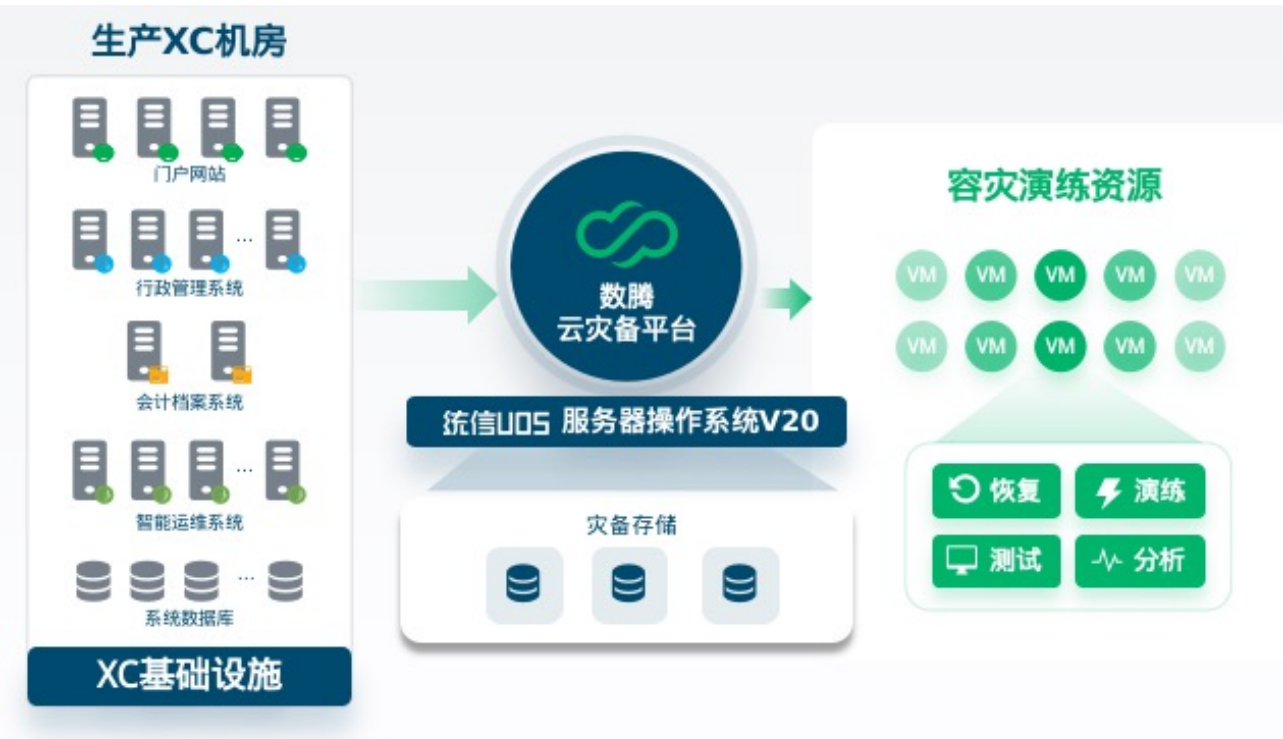 生产XC机房
门户网站
...
行政管理系统
会计档案系统
...
智能运维系统
...
系统数据库
XC基础设施
数腾
云灾备平台
统信UOS 服务器操作系统V20
灾备存储
容灾演练资源
VM VM VM VM VM
VM VM VM VM VM
恢复 演练
测试 分析